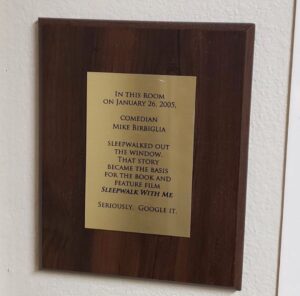 In this room
on January 26, 2005,
comedian
Mike Birbiglia
sleepwalked out
the window.
That story
became the basis
for the book and
feature film
Sleepwalk With Me
Seriously. Google it.